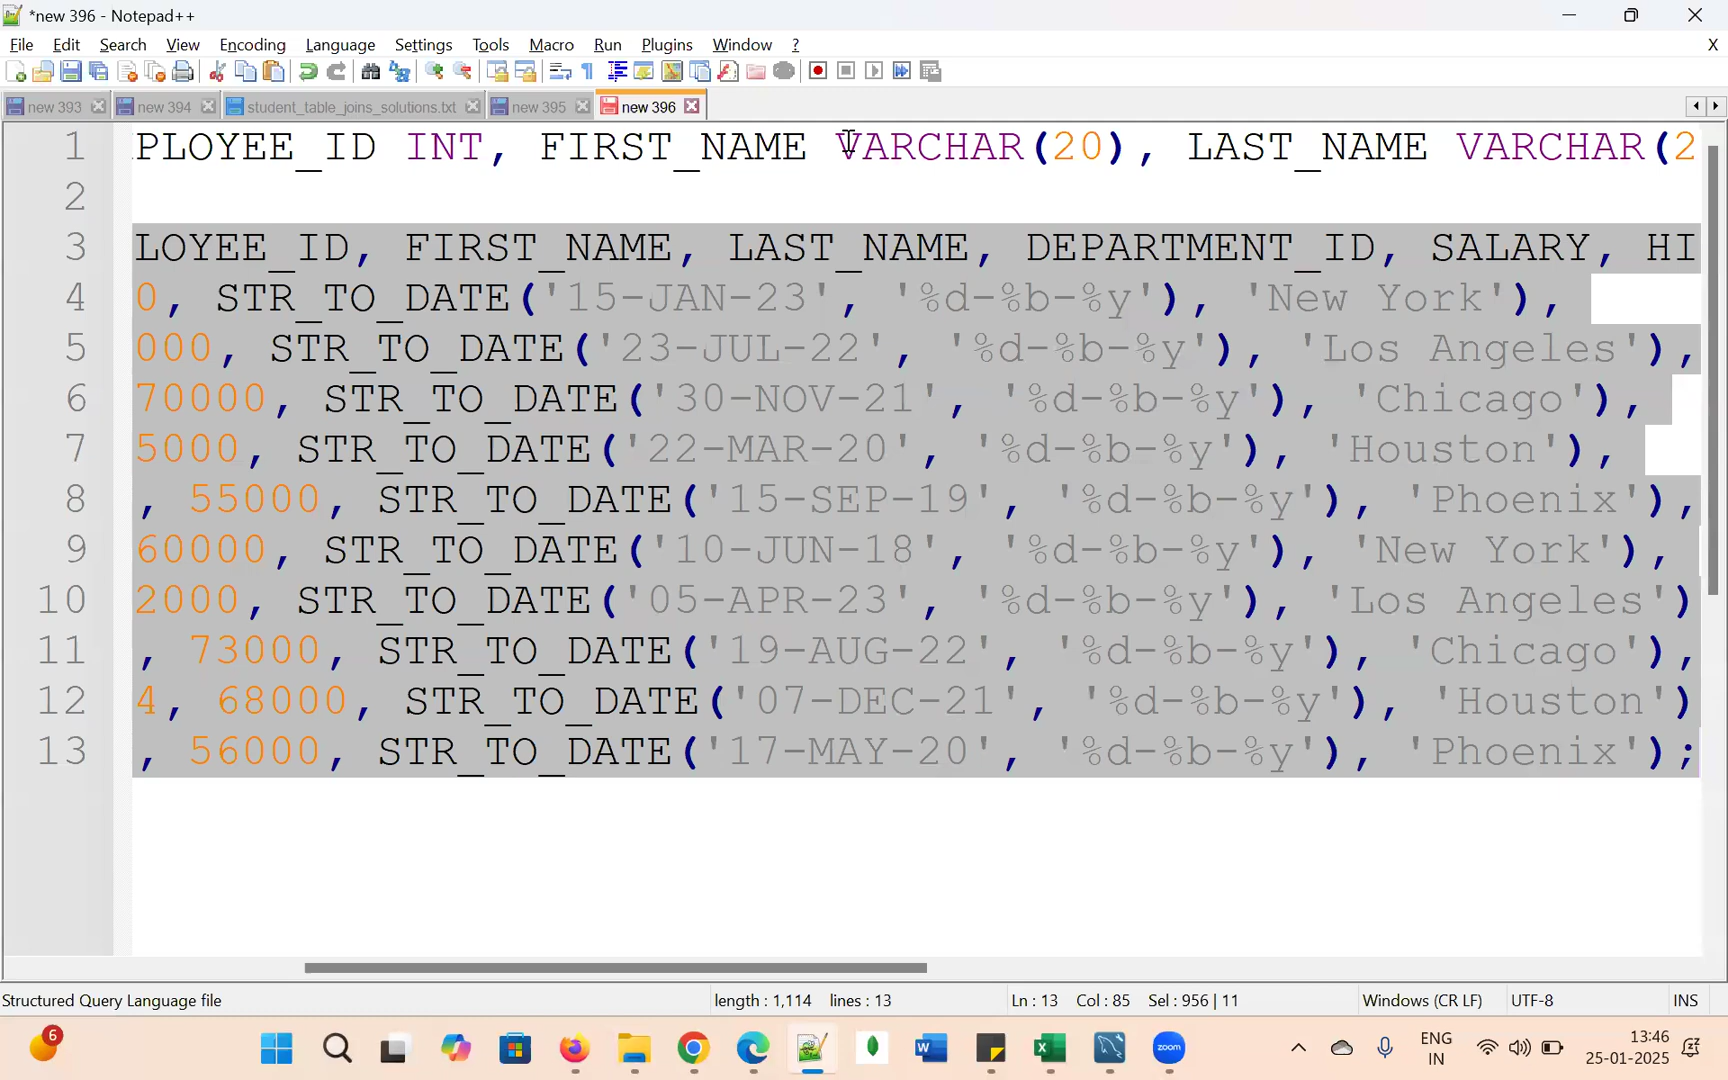 *new 396 - Notepad++
File Edit Search View Encoding Language Settings Tools Macro Run Plugins Window ? X
new 393 new 394 student_table_joins_solutions.txt new 395 new 396
1 PLOYEE_ID INT, FIRST_NAME VARCHAR(20), LAST_NAME VARCHAR(2
2
3 LOYEE_ID, FIRST_NAME, LAST_NAME, DEPARTMENT_ID, SALARY, HI
4 0, STR_TO_DATE('15-JAN-23', '%d-%b-%y'), 'New York'),
5 000, STR_TO_DATE('23-JUL-22', '%d-%b-%y'), 'Los Angeles'),
6 70000, STR_TO_DATE('30-NOV-21', '%d-%b-%y'), 'Chicago'),
7 5000, STR_TO_DATE('22-MAR-20', '%d-%b-%y'), 'Houston'),
8 , 55000, STR_TO_DATE('15-SEP-19', '%d-%b-%y'), 'Phoenix'),
9 60000, STR_TO_DATE('10-JUN-18', '%d-%b-%y'), 'New York'),
10 2000, STR_TO_DATE('05-APR-23', '%d-%b-%y'), 'Los Angeles')
11 , 73000, STR_TO_DATE('19-AUG-22', '%d-%b-%y'), 'Chicago'),
12 4, 68000, STR_TO_DATE('07-DEC-21', '%d-%b-%y'), 'Houston')
13 , 56000, STR_TO_DATE('17-MAY-20', '%d-%b-%y'), 'Phoenix');
Structured Query Language file length : 1,114 lines : 13 Ln : 13 Col : 85 Sel : 956 | 11 Windows (CR LF) UTF-8 INS
6 W zoom ENG 13:46
IN 25-01-2025